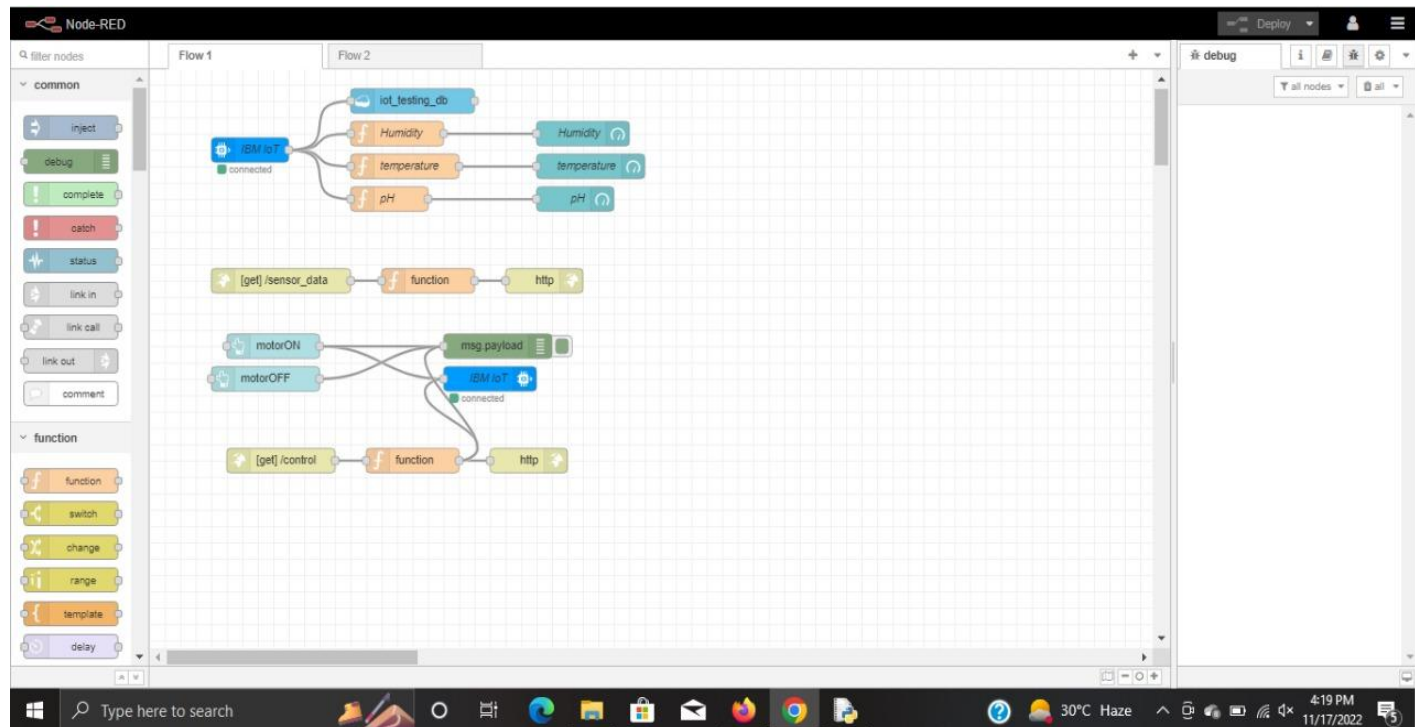 Node-RED
Deploy
filter nodes
Flow 1
Flow 2
debug
i
all nodes
all
common
inject
debug
complete
catch
status
link in
link call
link out
comment
function
function
switch
change
range
template
delay
IBM IoT
connected
iot_testing_db
Humidity
Humidity
temperature
temperature
pH
pH
[get] /sensor_data
function
http
motorON
msg.payload
motorOFF
IBM IoT
connected
[get] /control
function
http
Type here to search
30°C Haze
4:19 PM
11/17/2022
5